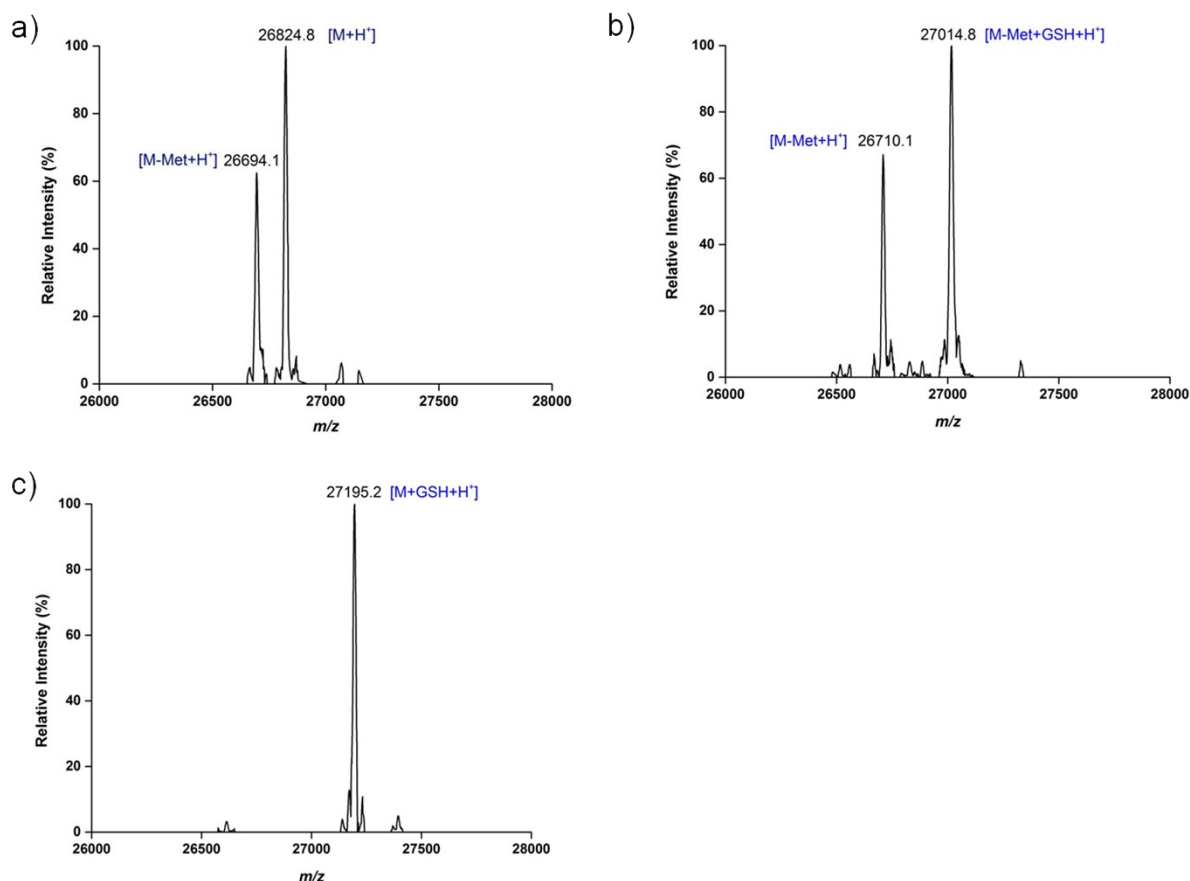 a)
26824.8 [M+H⁺]
[M-Met+H⁺] 26694.1
100
80
60
40
20
0
Relative Intensity (%)
26000 26500 27000 27500 28000
m/z
b)
27014.8 [M-Met+GSH+H⁺]
[M-Met+H⁺] 26710.1
100
80
60
40
20
0
Relative Intensity (%)
26000 26500 27000 27500 28000
m/z
c)
27195.2 [M+GSH+H⁺]
100
80
60
40
20
0
Relative Intensity (%)
26000 26500 27000 27500 28000
m/z